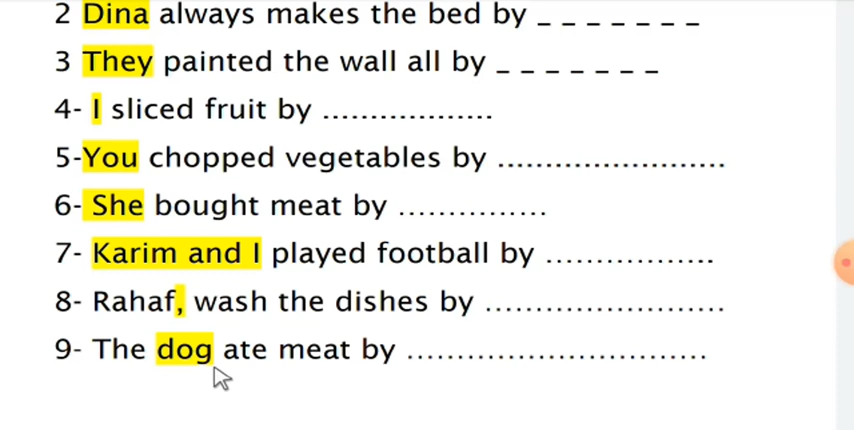 2 Dina always makes the bed by _ _ _ _ _ _ _
3 They painted the wall all by _ _ _ _ _ _ _
4- I sliced fruit by ..................
5-You chopped vegetables by ........................
6- She bought meat by ...............
7- Karim and I played football by .................
8- Rahaf, wash the dishes by .........................
9- The dog ate meat by ...............................